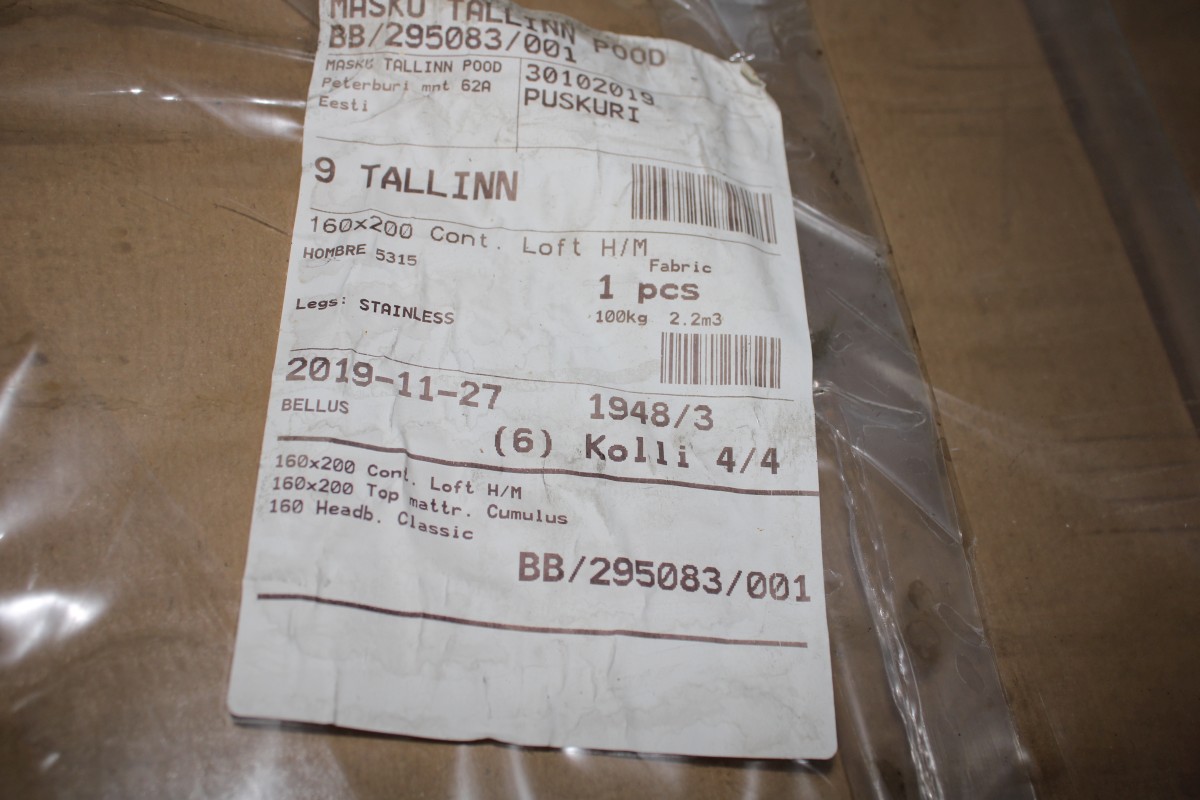 MASKU TALLINN POOD
BB/295083/001
MASKU TALLINN POOD
Peterburi mnt 62A
Eesti
30102019
PUSKURI
9 TALLINN
160x200 Cont. Loft H/M
HOMBRE 5315
Fabric
1 pcs
Legs: STAINLESS
100kg 2.2m3
2019-11-27
1948/3
BELLUS
(6) Kolli 4/4
160x200 Cont. Loft H/M
160x200 Top mattr. Cumulus
160 Headb. Classic
BB/295083/001